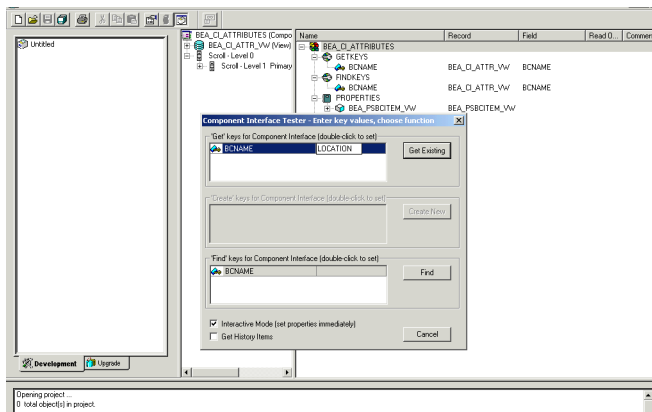 Untitled
Development
Upgrade
BEA_CI_ATTRIBUTES (Compo
BEA_CI_ATTR_VW (View)
Scroll - Level 0
Scroll - Level 1 Primary
Name Record Field Read O... Commen
BEA_CI_ATTRIBUTES
GETKEYS
BCNAME BEA_CI_ATTR_VW BCNAME
FINDKEYS
BCNAME BEA_CI_ATTR_VW BCNAME
PROPERTIES
BEA_PSBCITEM_VW BEA_PSBCITEM_VW
Component Interface Tester - Enter key values, choose function
'Get' keys for Component Interface (double-click to set)
BCNAME LOCATION
Get Existing
'Create' keys for Component Interface (double-click to set)
Create New
'Find' keys for Component Interface (double-click to set)
BCNAME
Find
Interactive Mode (set properties immediately)
Get History Items
Cancel
Opening project ...
0 total object(s) in project.